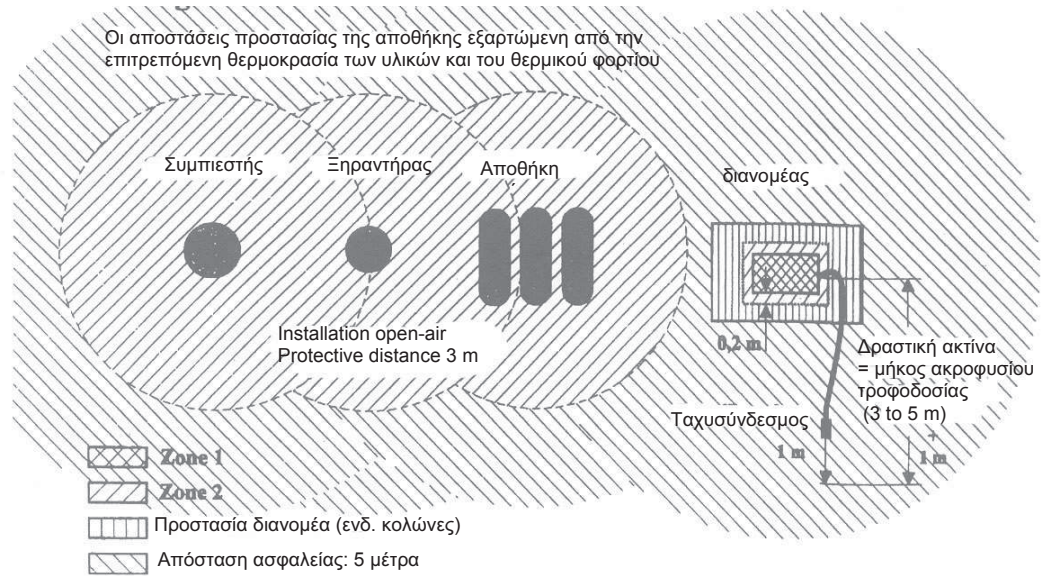 Οι αποστάσεις προστασίας της αποθήκης εξαρτώμενη από την
επιτρεπόμενη θερμοκρασία των υλικών και του θερμικού φορτίου
Συμπιεστής
Ξηραντήρας
Αποθήκη
διανομέας
Installation open-air
Protective distance 3 m
0,2 m
Δραστική ακτίνα
= μήκος ακροφυσίου
τροφοδοσίας
(3 to 5 m)
Ταχυσύνδεσμος
1 m
+
1 m
Zone 1
Zone 2
Προστασία διανομέα (ενδ. κολώνες)
Απόσταση ασφαλείας: 5 μέτρα